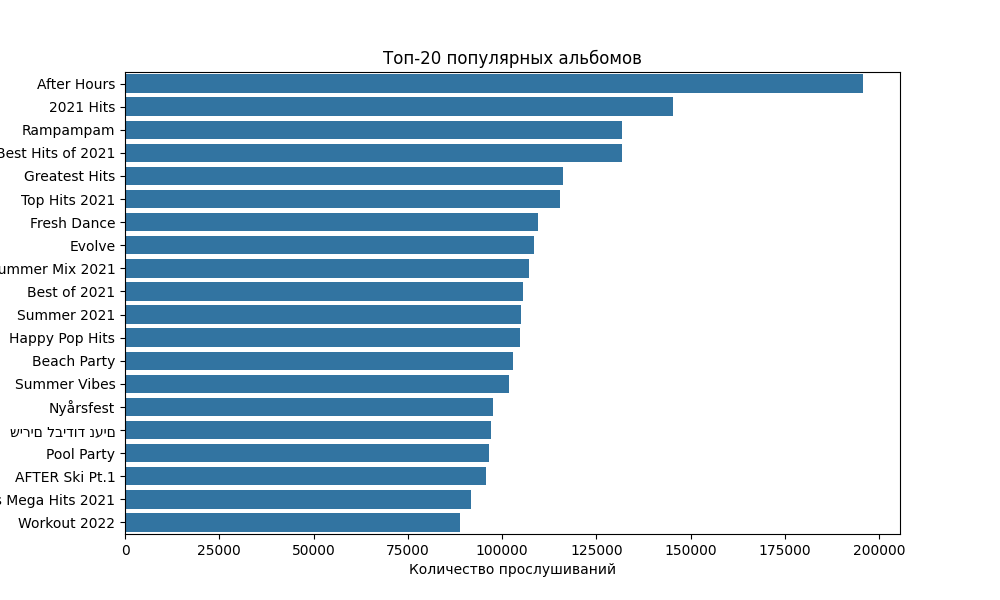 Топ-20 популярных альбомов
After Hours
2021 Hits
Rampampam
Best Hits of 2021
Greatest Hits
Top Hits 2021
Fresh Dance
Evolve
ummer Mix 2021
Best of 2021
Summer 2021
Happy Pop Hits
Beach Party
Summer Vibes
Nyårsfest
שירים לבידוד נעים
Pool Party
AFTER Ski Pt.1
s Mega Hits 2021
Workout 2022
0 25000 50000 75000 100000 125000 150000 175000 200000
Количество прослушиваний